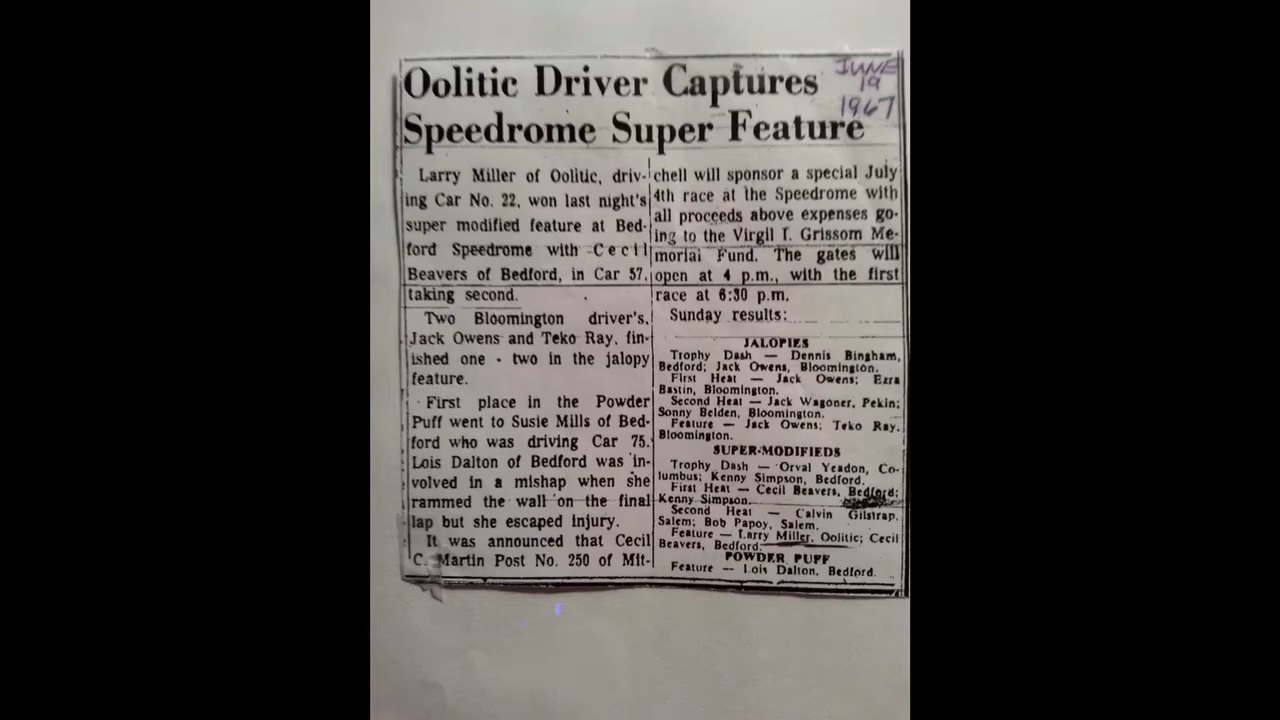 Oolitic Driver Captures
Speedrome Super Feature
JUNE
19
1967
Larry Miller of Oolitic, driv-
ing Car No. 22, won last night's
super modified feature at Bed-
ford Speedrome with Cecil
Beavers of Bedford, in Car 57,
taking second.
Two Bloomington driver's,
Jack Owens and Teko Ray, fin-
ished one - two in the jalopy
feature.
First place in the Powder
Puff went to Susie Mills of Bed-
ford who was driving Car 75.
Lois Dalton of Bedford was in-
volved in a mishap when she
rammed the wall on the final
lap but she escaped injury.
It was announced that Cecil
C. Martin Post No. 250 of Mit-
chell will sponsor a special July
4th race at the Speedrome with
all proceeds above expenses go-
ing to the Virgil I. Grissom Me-
morial Fund. The gates will
open at 4 p.m., with the first
race at 6:30 p.m.
Sunday results:
JALOPIES
Trophy Dash — Dennis Bingham,
Bedford; Jack Owens, Bloomington.
First Heat — Jack Owens; Ezra
Bastin, Bloomington.
Second Heat — Jack Wagoner, Pekin;
Sonny Belden, Bloomington.
Feature — Jack Owens; Teko Ray,
Bloomington.
SUPER-MODIFIEDS
Trophy Dash — Orval Yeadon, Co-
lumbus; Kenny Simpson, Bedford.
First Heat — Cecil Beavers, Bedford;
Kenny Simpson.
Second Heat — Calvin Gilstrap,
Salem; Bob Papoy, Salem.
Feature — Larry Miller, Oolitic; Cecil
Beavers, Bedford.
POWDER PUFF
Feature — Lois Dalton, Bedford.